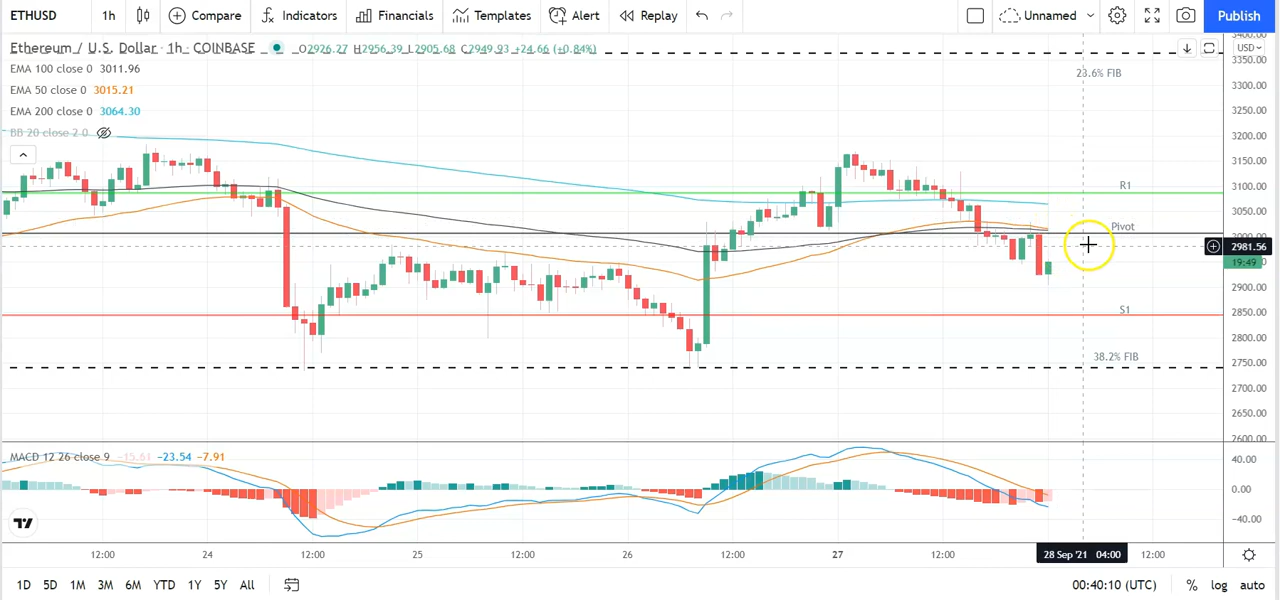 ETHUSD 1h Compare Indicators Financials Templates Alert Replay Unnamed Publish
Ethereum / U.S. Dollar · 1h · COINBASE O2926.27 H2956.39 L2905.68 C2949.93 +24.66 (+0.84%)
USD
EMA 100 close 0 3011.96
EMA 50 close 0 3015.21
EMA 200 close 0 3064.30
BB 20 close 2 0
23.6% FIB
R1
Pivot
S1
38.2% FIB
3400.00
3350.00
3300.00
3250.00
3200.00
3150.00
3100.00
3050.00
3000.00
2981.56
19:49
2900.00
2850.00
2800.00
2750.00
2700.00
2650.00
2600.00
MACD 12 26 close 9 −15.61 −23.54 −7.91
40.00
0.00
-40.00
12:00 24 12:00 25 12:00 26 12:00 27 12:00 28 Sep '21 04:00 12:00
1D 5D 1M 3M 6M YTD 1Y 5Y All 00:40:10 (UTC) % log auto